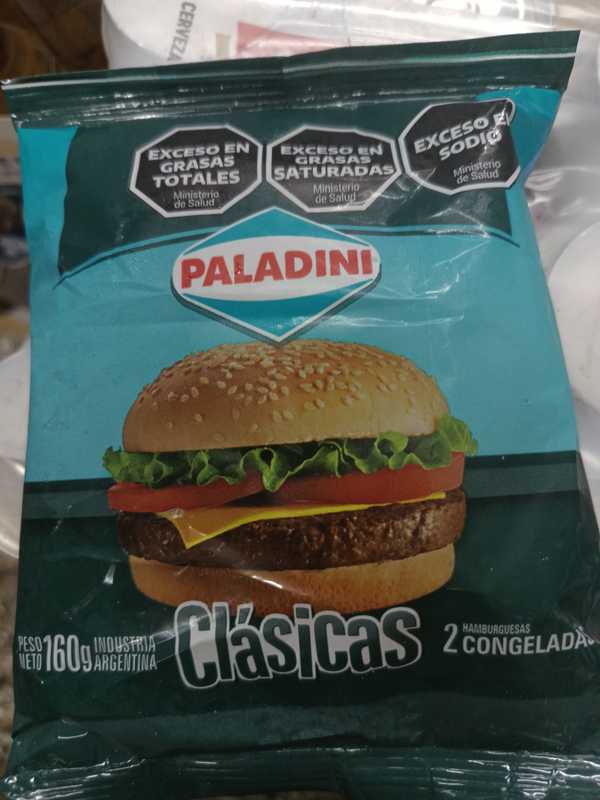 CERVEZA
EXCESO EN
GRASAS
TOTALES
Ministerio
de Salud
EXCESO EN
GRASAS
SATURADAS
Ministerio
de Salud
EXCESO EN
SODIO
Ministerio
de Salud
PALADINI
Clásicas
PESO
NETO 160g
INDUSTRIA
ARGENTINA
2 HAMBURGUESAS
CONGELADAS